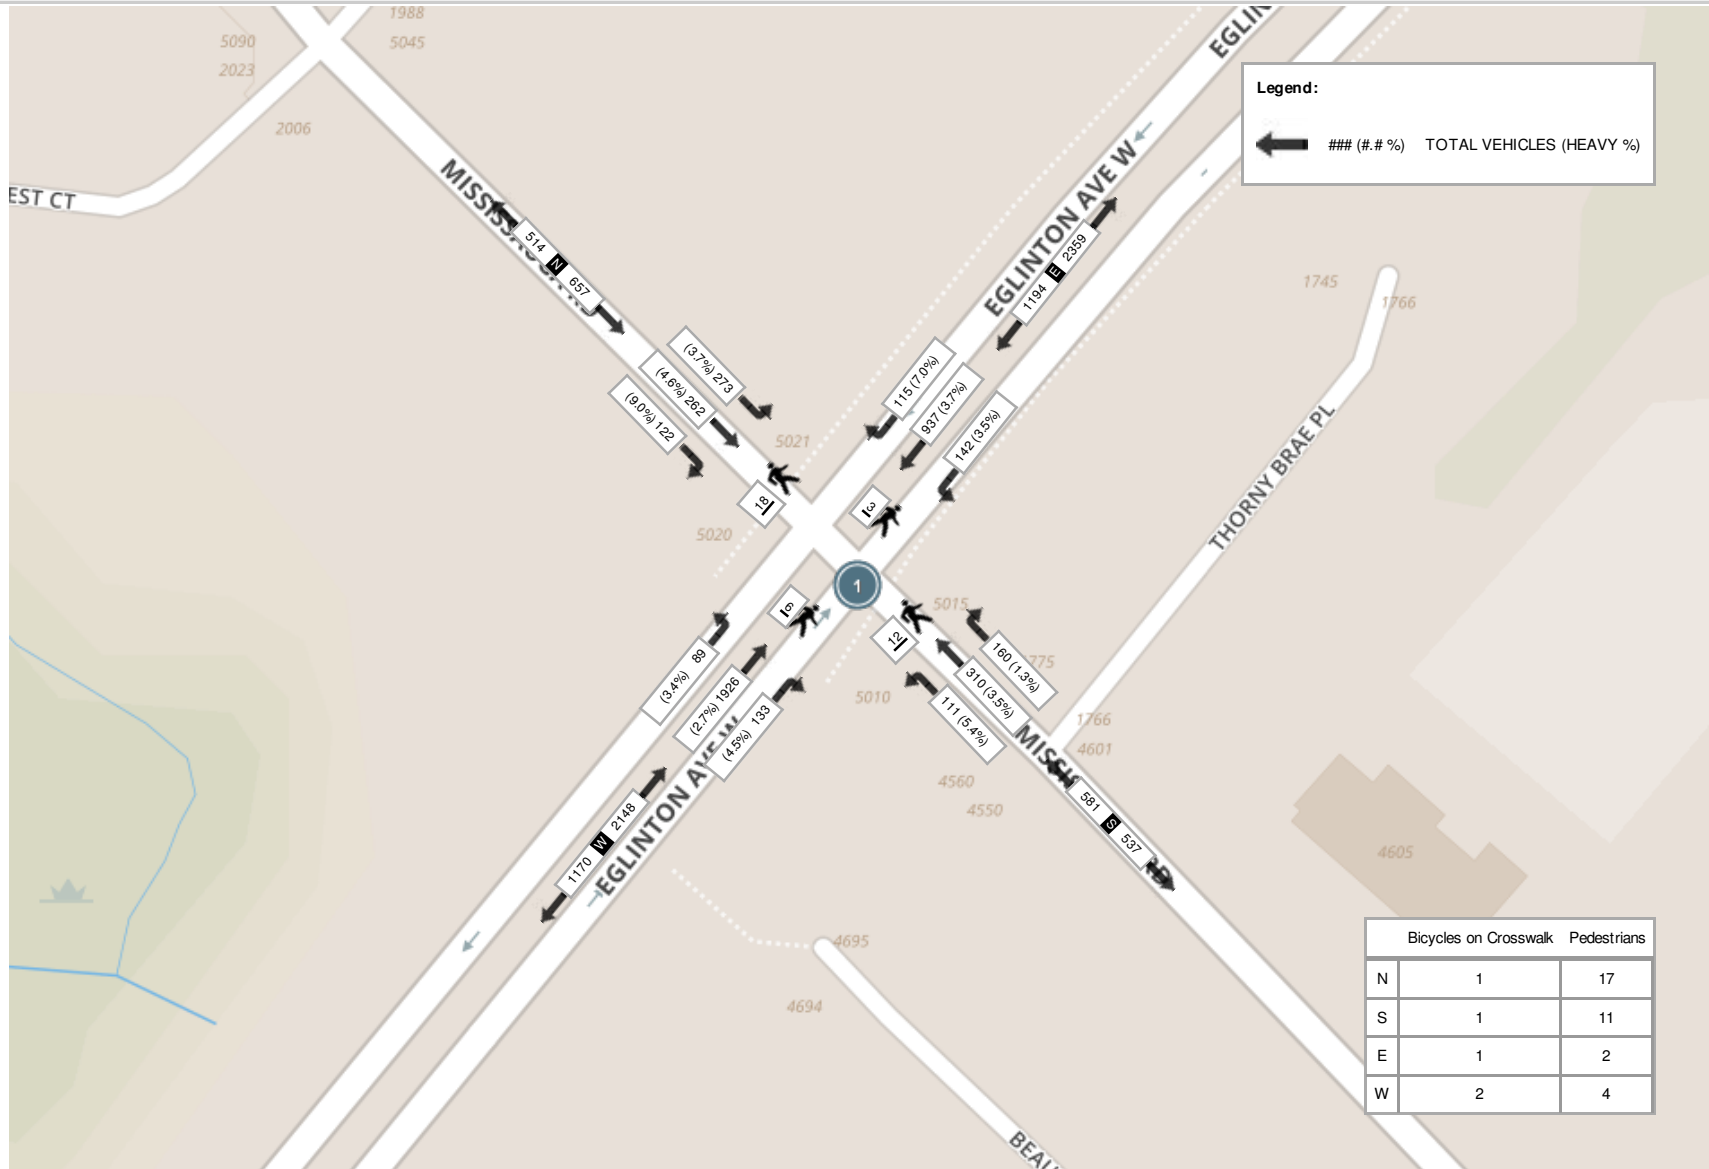 1988
5090
5045
2023
2006
EST CT
EGLIN
Legend:
### (#.# %) TOTAL VEHICLES (HEAVY %)
EGLINTON AVE W
514 N 657
1194 E 2359
1745
1766
(3.7%) 273
(4.6%) 262
(9.0%) 122
115 (7.0%)
937 (3.7%)
142 (3.5%)
5021
18
3
5020
THORNY BRAE PL
1
6
12
5015
5010
(3.4%) 89
(2.7%) 1926
(4.5%) 133
160 (1.3%)
310 (3.5%)
111 (5.4%)
775
1766
4601
4560
4550
1170 W 2148
EGLINTON AVE W
581 S 537
4605
4695
4694
BEAU
Bicycles on Crosswalk Pedestrians
N 1 17
S 1 11
E 1 2
W 2 4